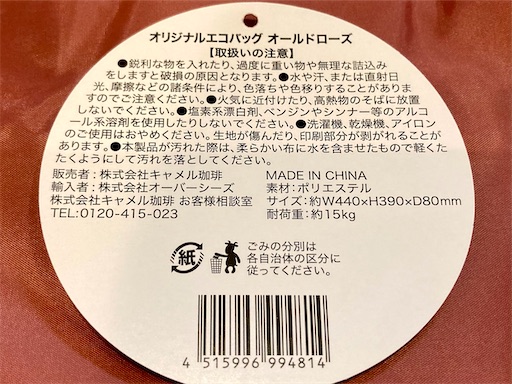 オリジナルエコバッグ オールドローズ
【取扱いの注意】
●鋭利な物を入れたり、過度に重い物や無理な詰込み
をしますと破損の原因となります。●水や汗、または直射日
光、摩擦などの諸条件により、色落ちや色移りすることがありま
すのでご注意ください。●火気に近付けたり、高熱物のそばに放置
しないでください。●塩素系漂白剤、ベンジンやシンナー等のアルコ
ール系溶剤を使用したりしないでください。●洗濯機、乾燥機、アイロン
のご使用はおやめください。生地が傷んだり、印刷部分が剥がれることが
あります。●本製品が汚れた際は、柔らかい布に水を含ませたもので軽くた
たくようにして汚れを落としてください。
販売者：株式会社キャメル珈琲
輸入者：株式会社オーバーシーズ
株式会社キャメル珈琲 お客様相談室
TEL:0120-415-023
MADE IN CHINA
素材：ポリエステル
サイズ：約W440×H390×D80mm
耐荷重：約15kg
紙
ごみの分別は
各自治体の区分に
従ってください。
4 515996 994814